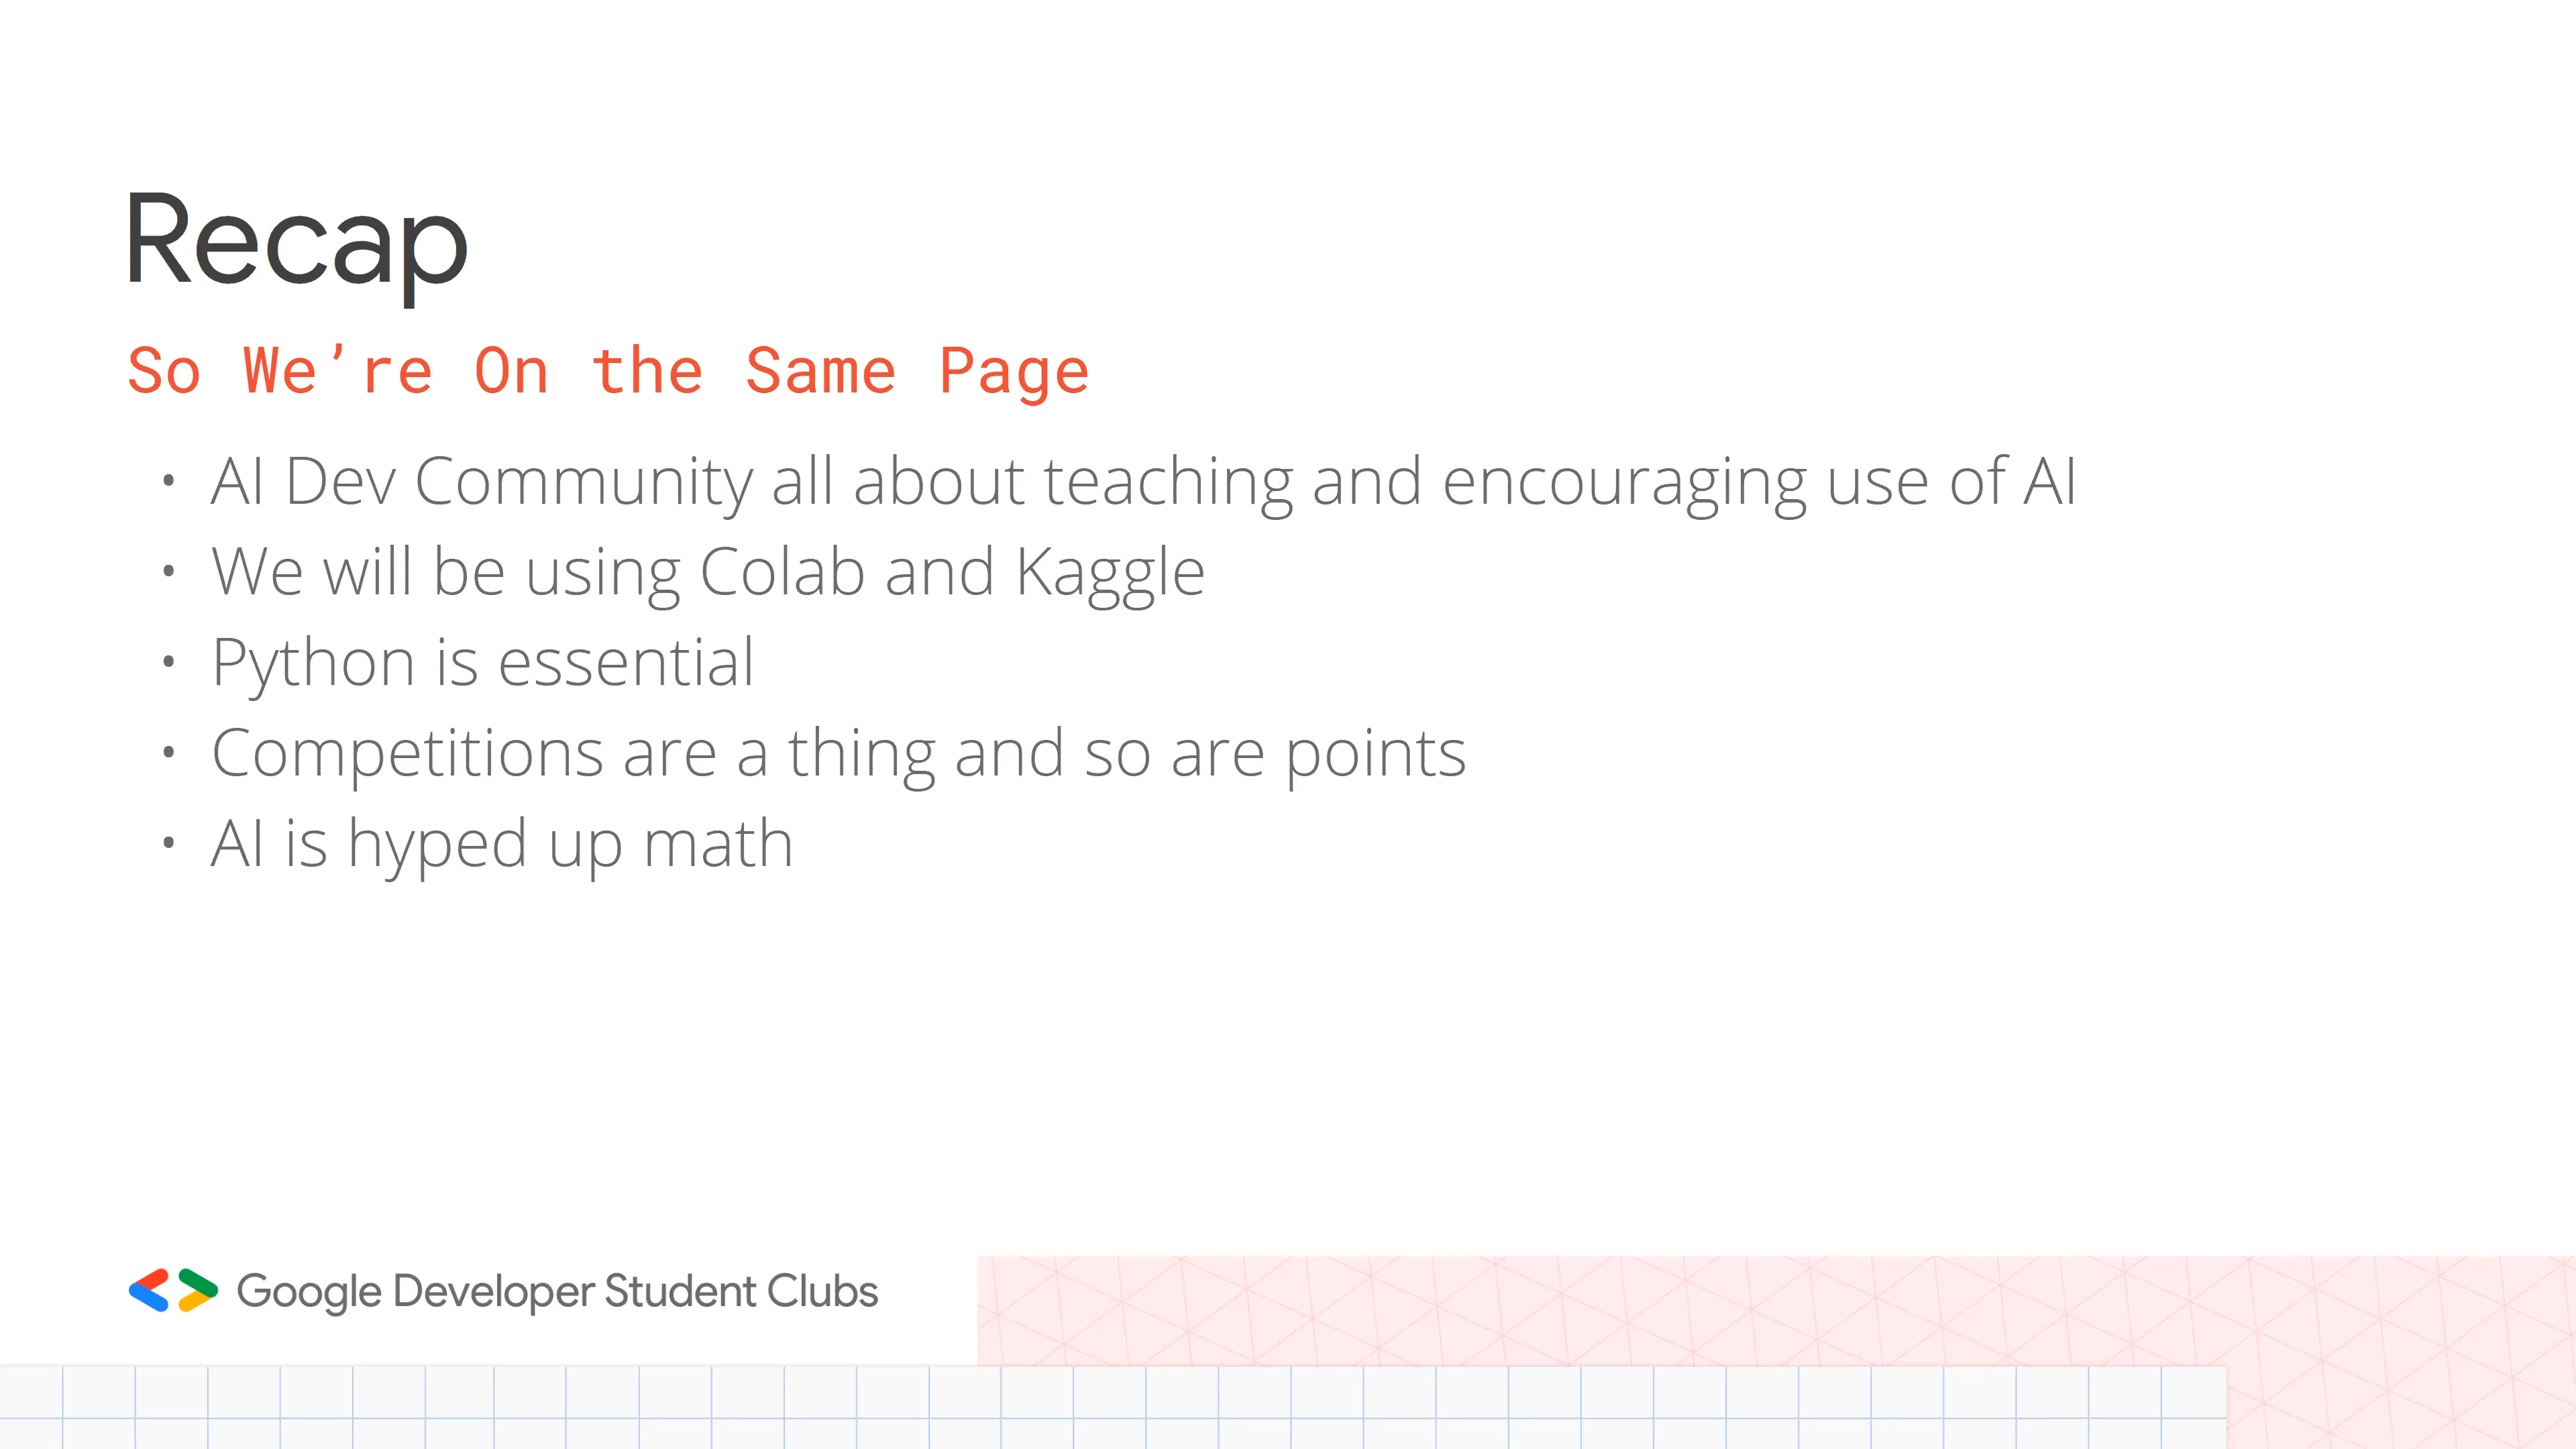 Recap
So We’re On the Same Page
• AI Dev Community all about teaching and encouraging use of AI
• We will be using Colab and Kaggle
• Python is essential
• Competitions are a thing and so are points
• AI is hyped up math
Google Developer Student Clubs